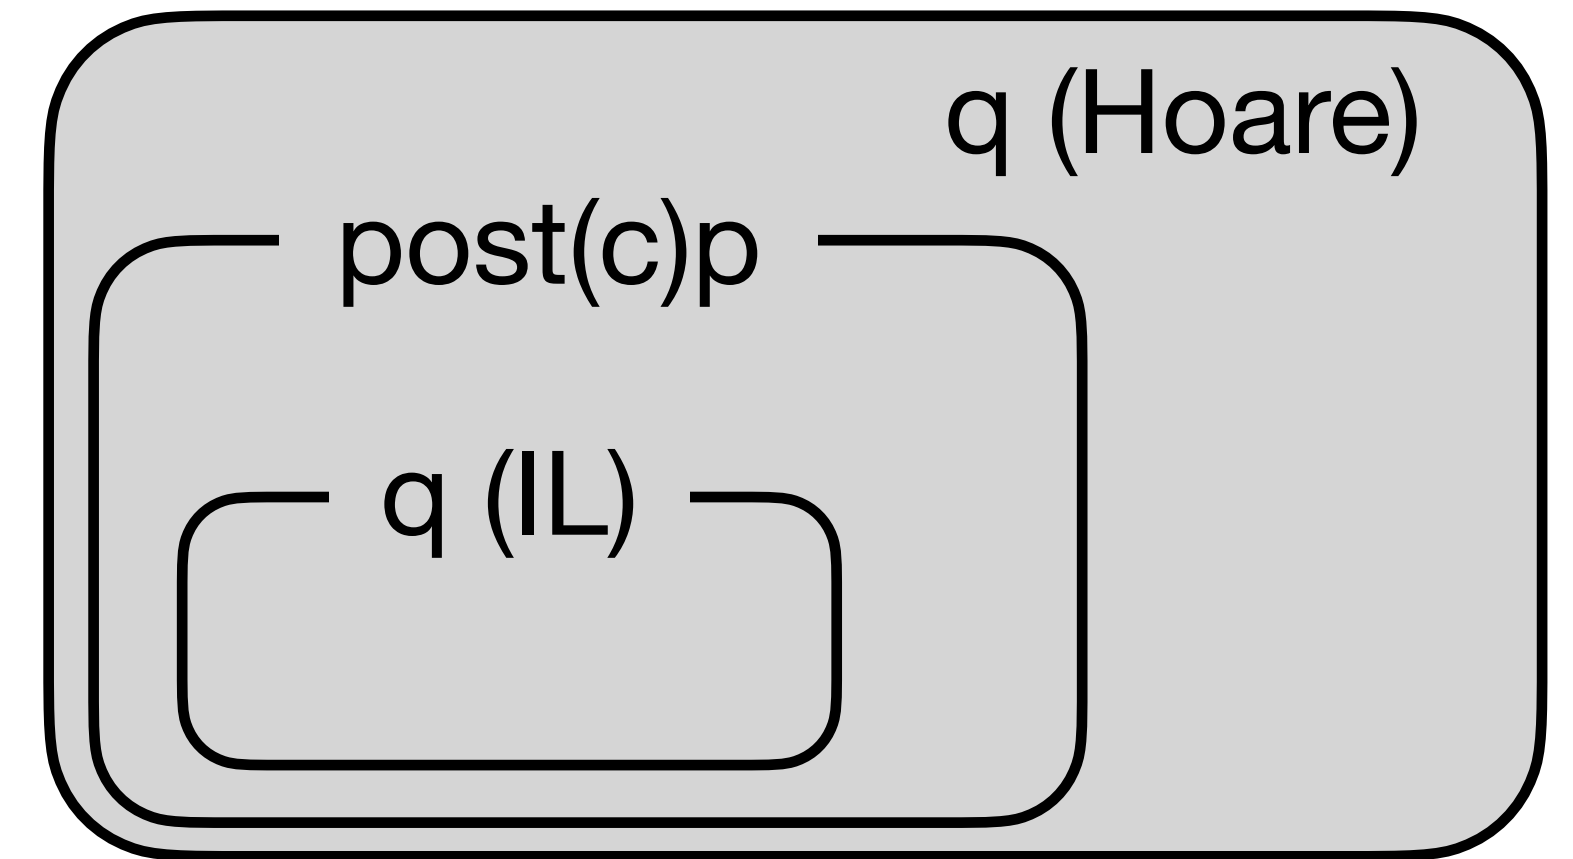 q (Hoare)
post(c)p
q (IL)